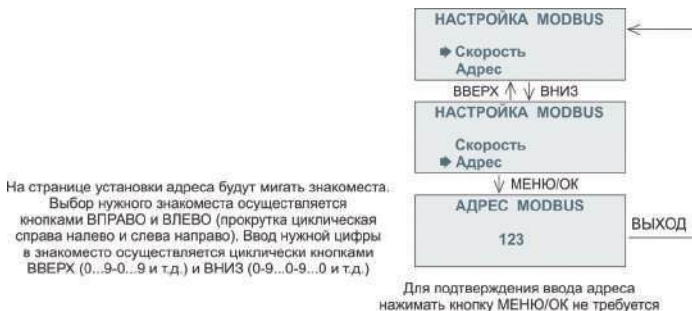 НАСТРОЙКА MODBUS
Скорость
Адрес
ВВЕРХ ВНИЗ
НАСТРОЙКА MODBUS
Скорость
Адрес
МЕНЮ/ОК
АДРЕС MODBUS
123
ВЫХОД
На странице установки адреса будут мигать знакоместа.
Выбор нужного знакоместа осуществляется
кнопками ВПРАВО и ВЛЕВО (прокрутка циклическая
справа налево и слева направо). Ввод нужной цифры
в знакоместо осуществляется циклически кнопками
ВВЕРХ (0...9-0...9 и т.д.) и ВНИЗ (0-9...0-9...0 и т.д.)
Для подтверждения ввода адреса
нажимать кнопку МЕНЮ/ОК не требуется